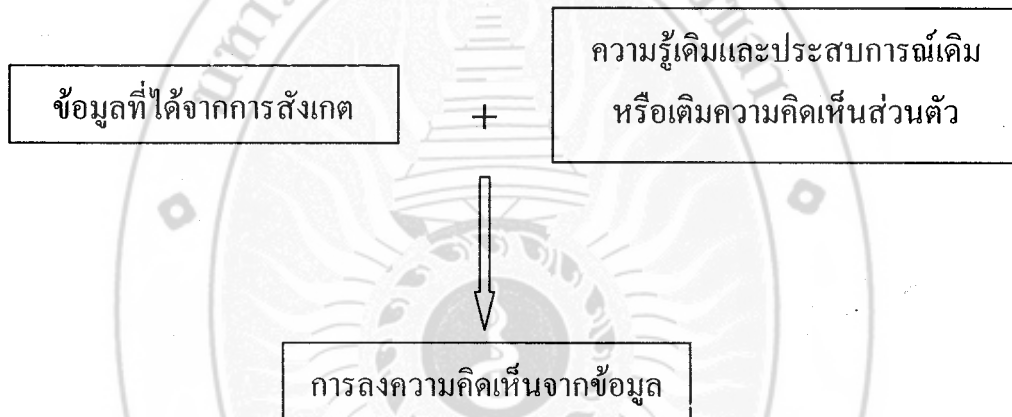 ความรู้เดิมและประสบการณ์เดิม
หรือเติมความคิดเห็นส่วนตัว
ข้อมูลที่ได้จากการสังเกต
+
การลงความคิดเห็นจากข้อมูล